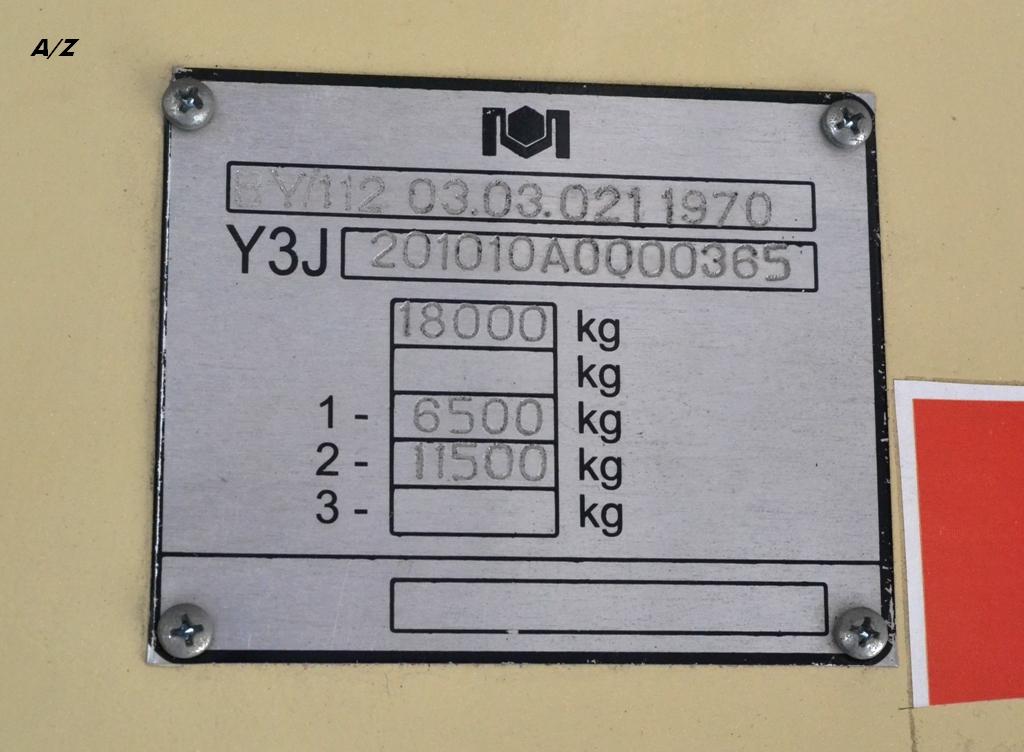 A/Z
BY/112 03.03.021 1970
Y3J 201010A0000365
18000 kg
kg
1 - 6500 kg
2 - 11500 kg
3 - kg